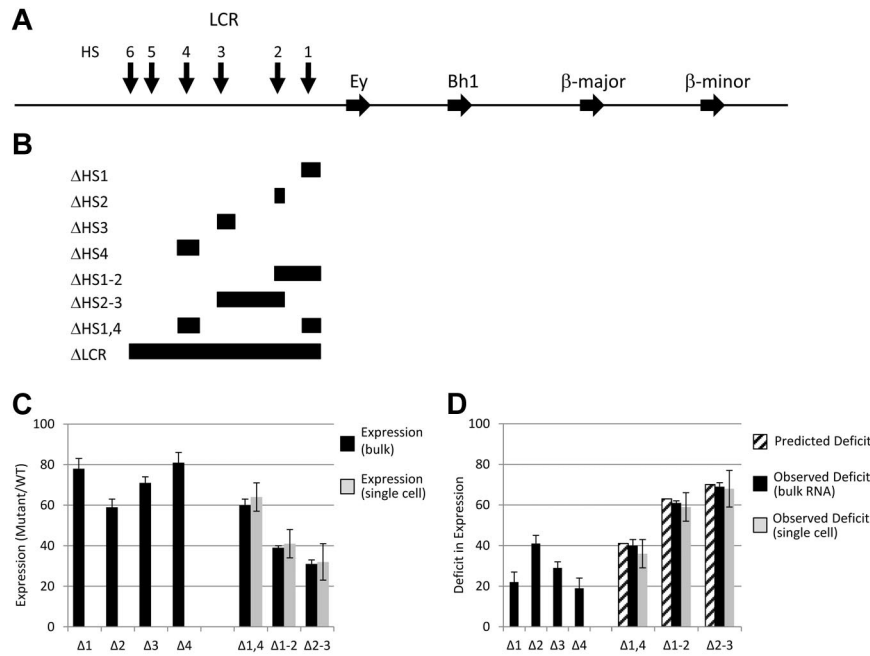 A
LCR
HS 6 5 4 3 2 1
Ey Bh1 β-major β-minor
B
ΔHS1
ΔHS2
ΔHS3
ΔHS4
ΔHS1-2
ΔHS2-3
ΔHS1,4
ΔLCR
C
Expression (Mutant/WT)
100
80
60
40
20
0
Δ1 Δ2 Δ3 Δ4 Δ1,4 Δ1-2 Δ2-3
Expression
(bulk)
Expression
(single cell)
D
Deficit in Expression
100
80
60
40
20
0
Δ1 Δ2 Δ3 Δ4 Δ1,4 Δ1-2 Δ2-3
Predicted Deficit
Observed Deficit
(bulk RNA)
Observed Deficit
(single cell)